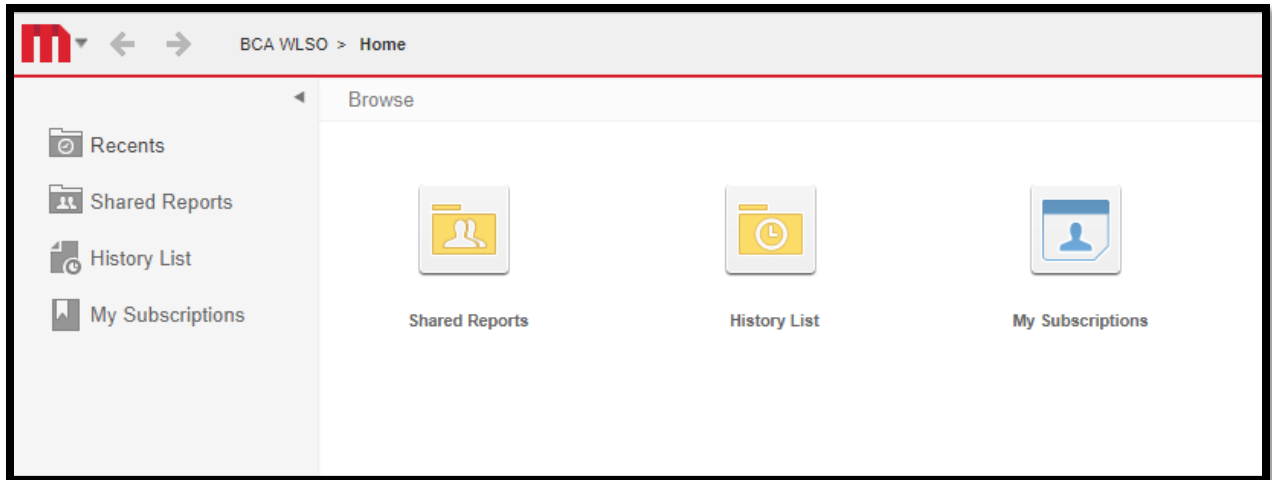 BCA WLSO > Home
Browse
Recents
Shared Reports
History List
My Subscriptions
Shared Reports
History List
My Subscriptions